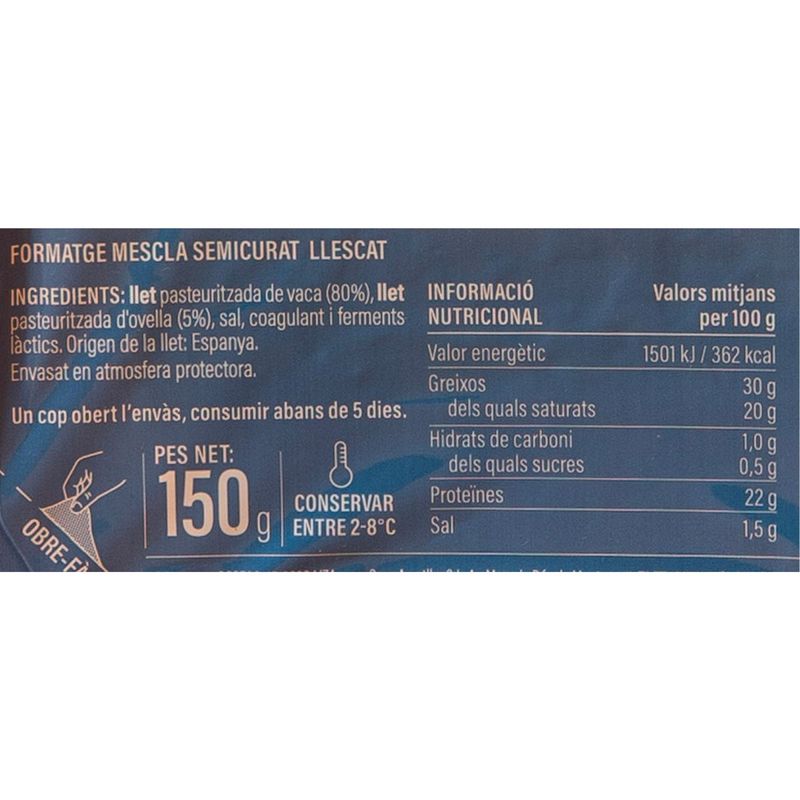 FORMATGE MESCLA SEMICURAT LLESCAT
INGREDIENTS: llet pasteuritzada de vaca (80%), llet
pasteuritzada d'ovella (5%), sal, coagulant i ferments
làctics. Origen de la llet: Espanya.
Envasat en atmosfera protectora.
Un cop obert l'envàs, consumir abans de 5 dies.
OBRE-FÀ
PES NET:
150 g
CONSERVAR
ENTRE 2-8°C
INFORMACIÓ Valors mitjans
NUTRICIONAL per 100 g
Valor energètic 1501 kJ / 362 kcal
Greixos 30 g
dels quals saturats 20 g
Hidrats de carboni 1,0 g
dels quals sucres 0,5 g
Proteïnes 22 g
Sal 1,5 g